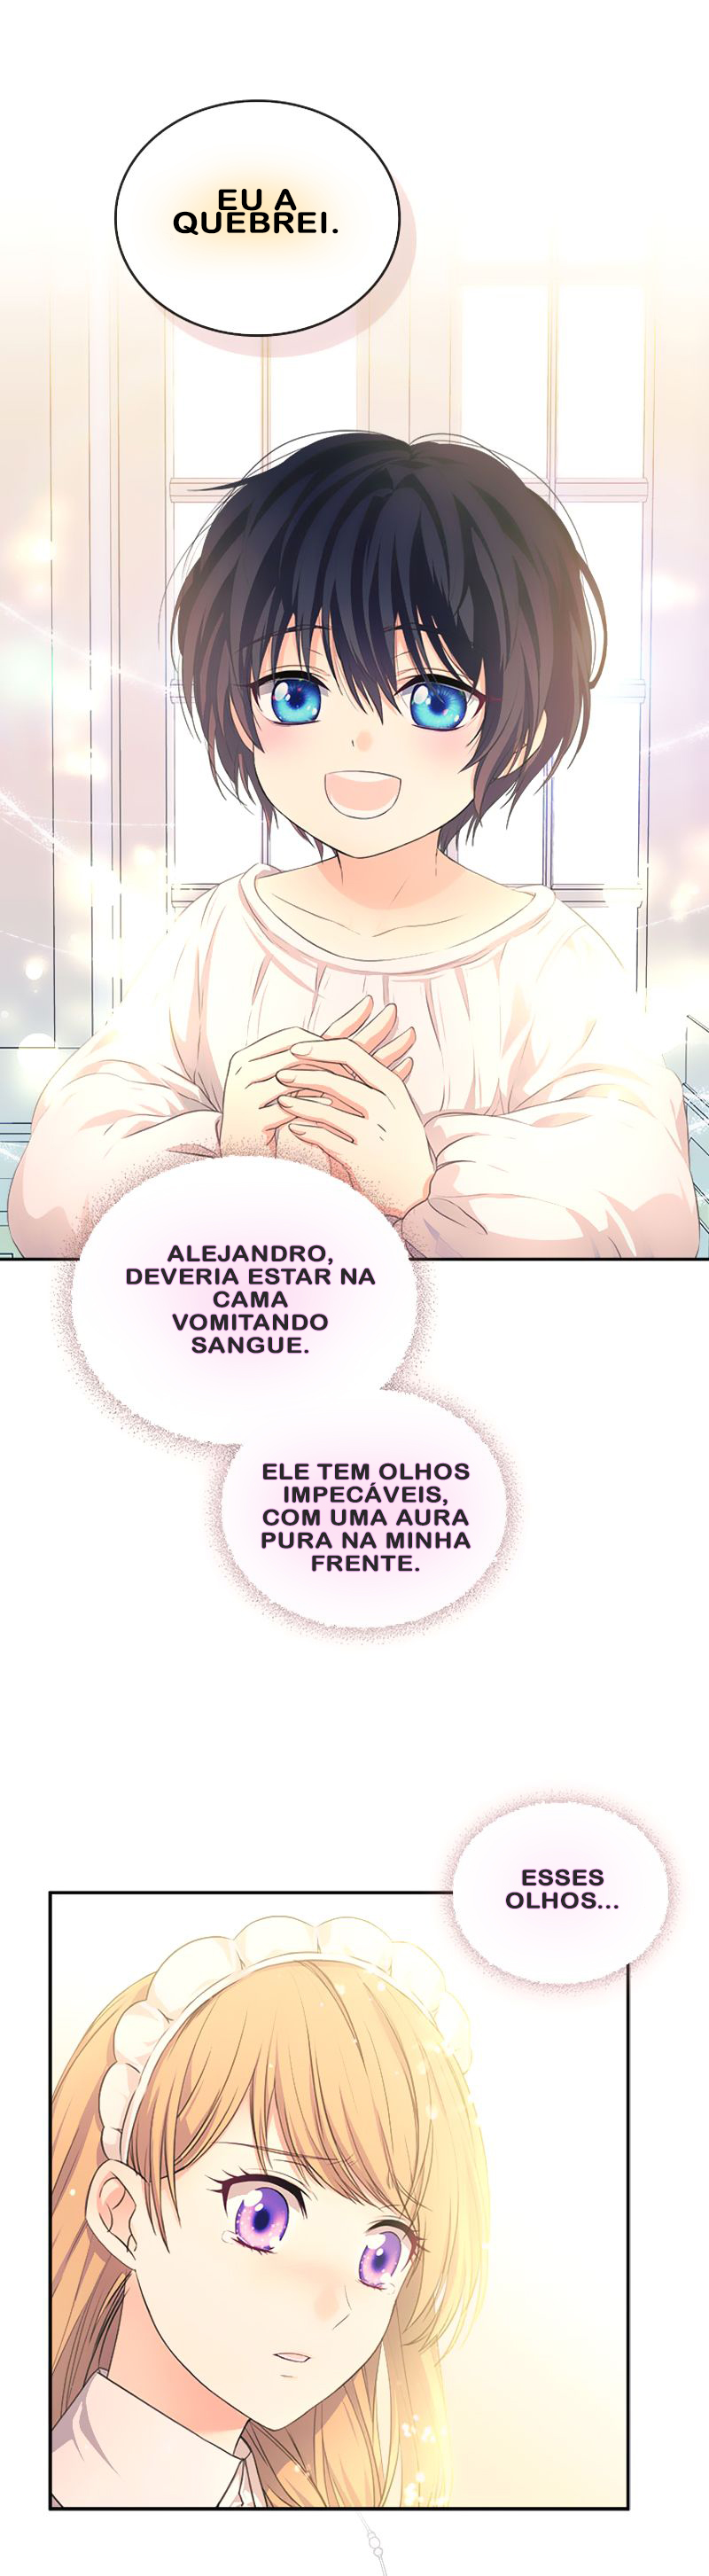 EU A
QUEBREI.
ALEJANDRO,
DEVERIA ESTAR NA
CAMA
VOMITANDO
SANGUE.
ELE TEM OLHOS
IMPECÁVEIS,
COM UMA AURA
PURA NA MINHA
FRENTE.
ESSES
OLHOS...